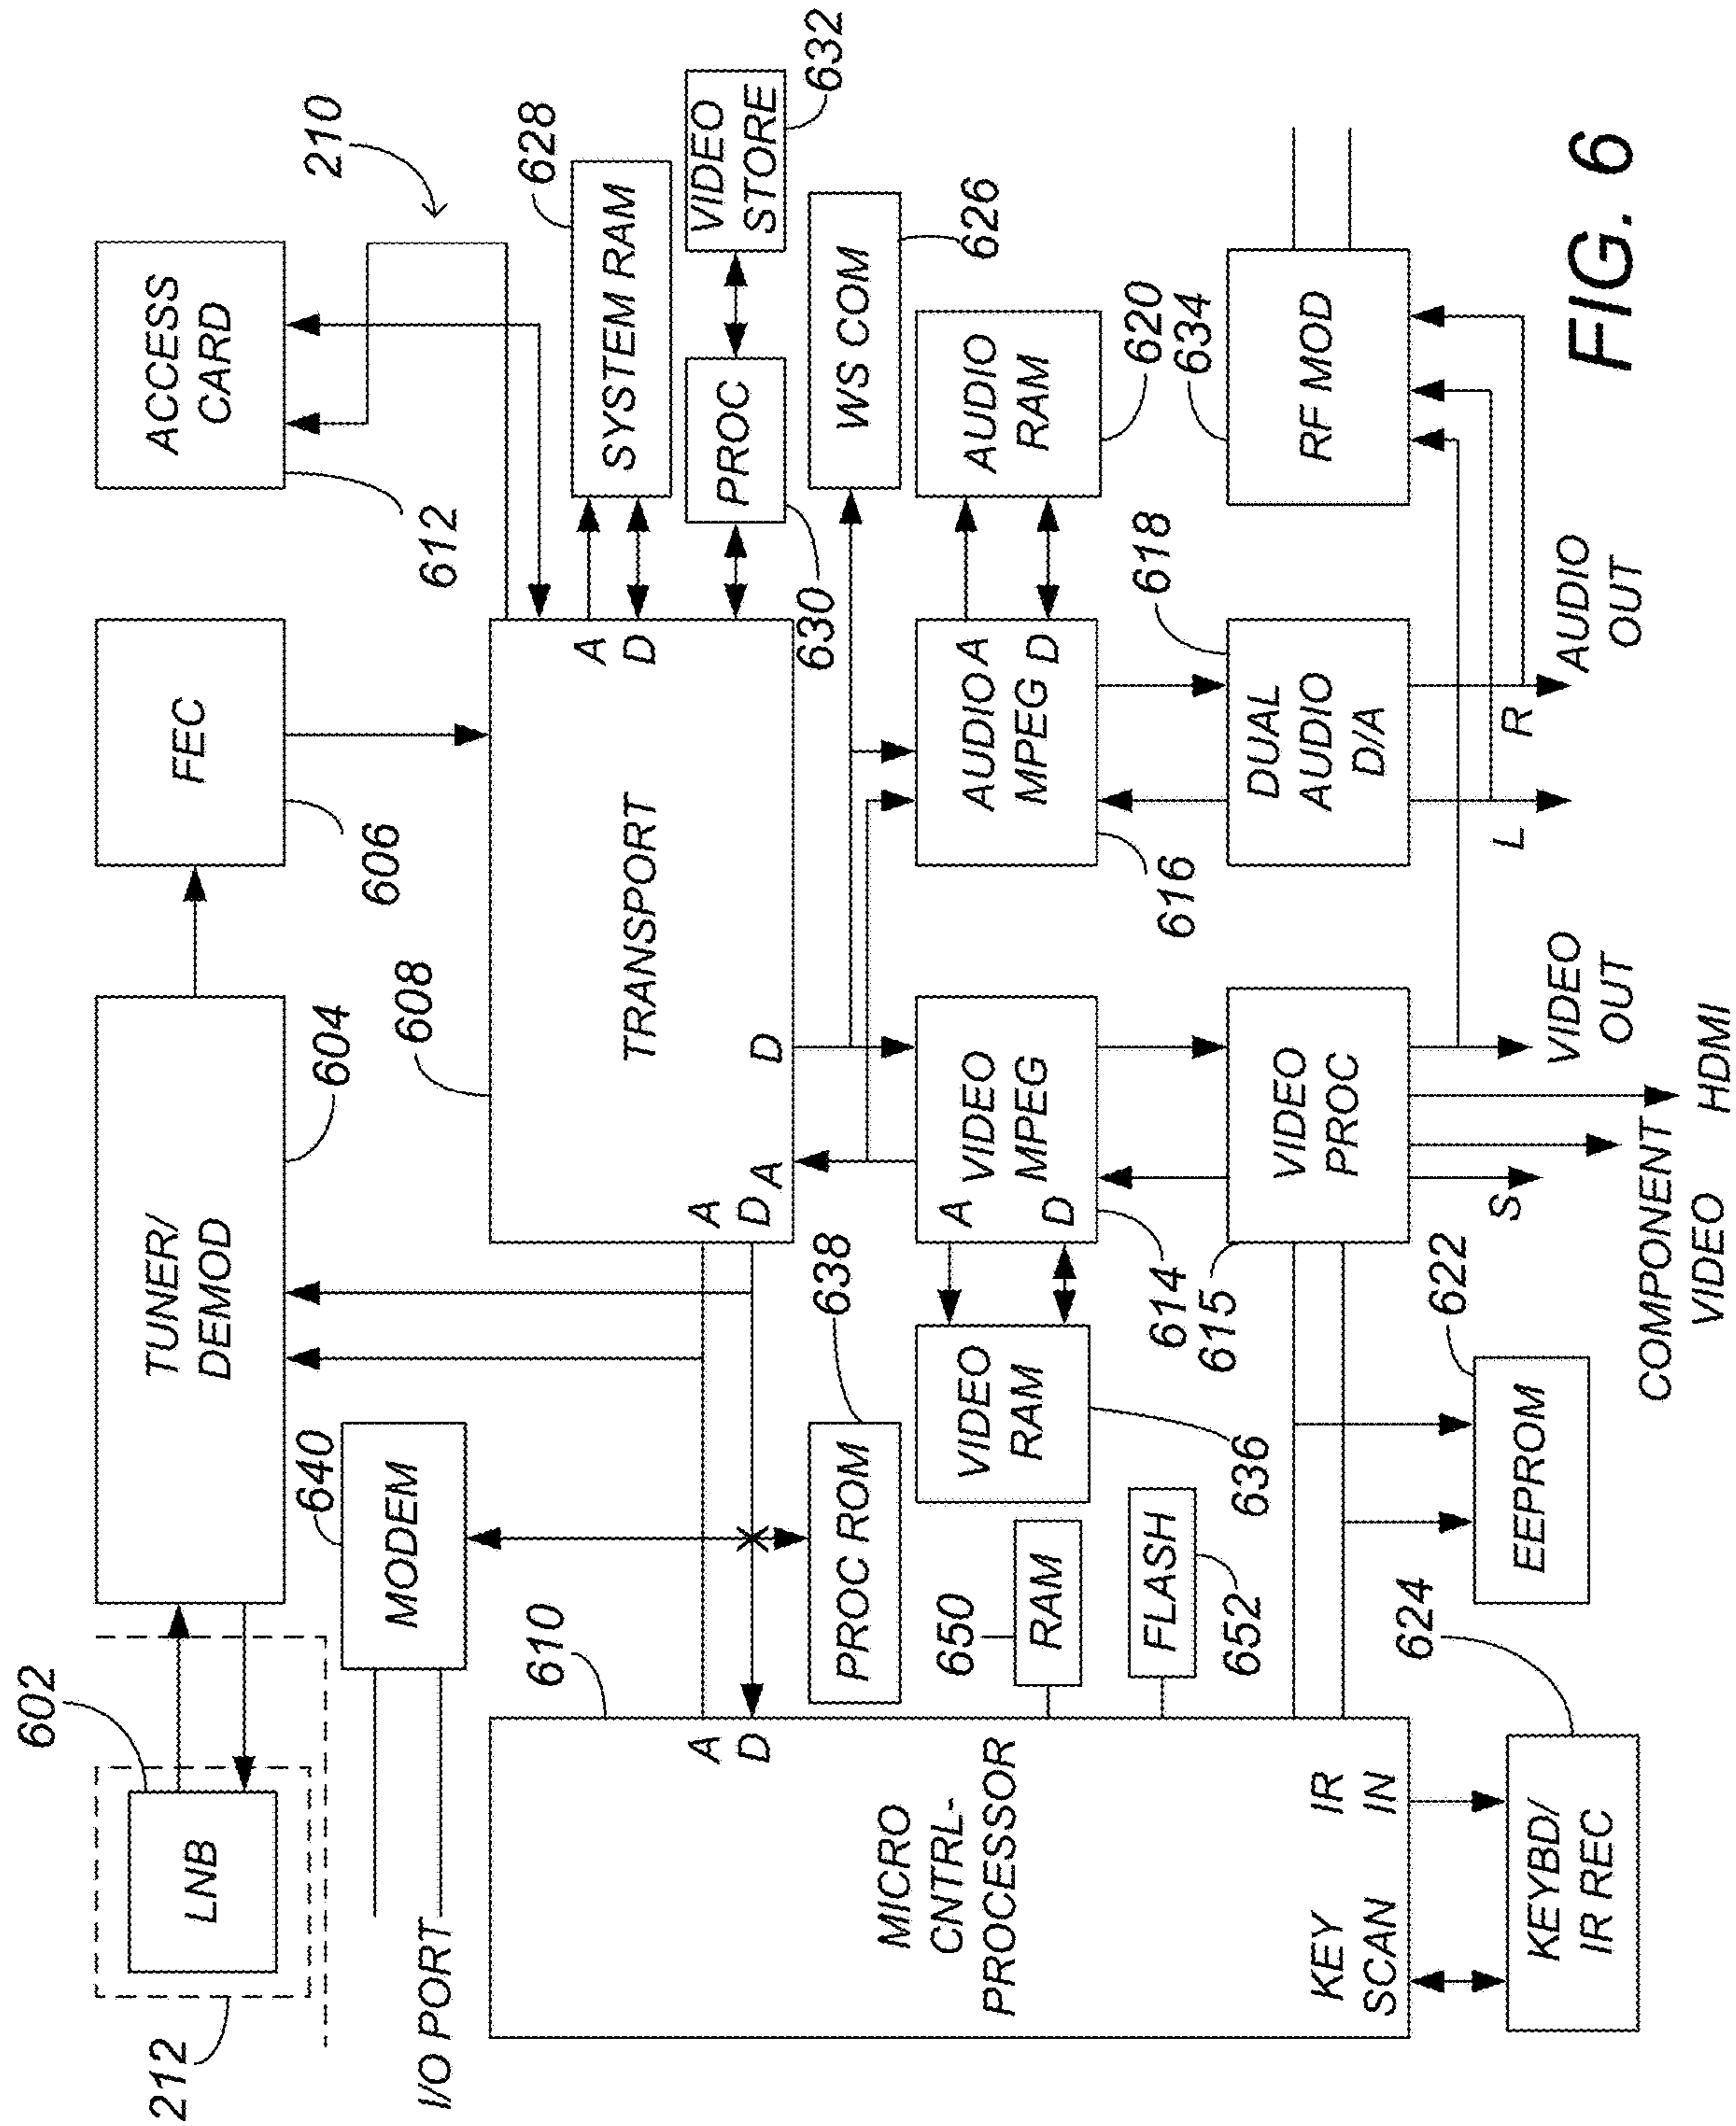 210
602
LNB
212
TUNER/
DEMOD
604
FEC
606
ACCESS
CARD
612
640
MODEM
I/O PORT
610
A
D
MICRO
CNTRL-
PROCESSOR
KEY
SCAN
IR
IN
608
TRANSPORT
A
D
A
D
A
D
SYSTEM RAM
628
PROC
630
VIDEO
STORE
632
638
PROC ROM
WS COM
626
650
RAM
FLASH
652
VIDEO
RAM
636
A
D
VIDEO
MPEG
614
AUDIO A
MPEG D
616
AUDIO
RAM
620
615
VIDEO
PROC
618
DUAL
AUDIO
D/A
634
RF MOD
624
KEYBD/
IR REC
622
EEPROM
S
COMPONENT
VIDEO
HDMI
VIDEO
OUT
L
R
AUDIO
OUT
FIG. 6